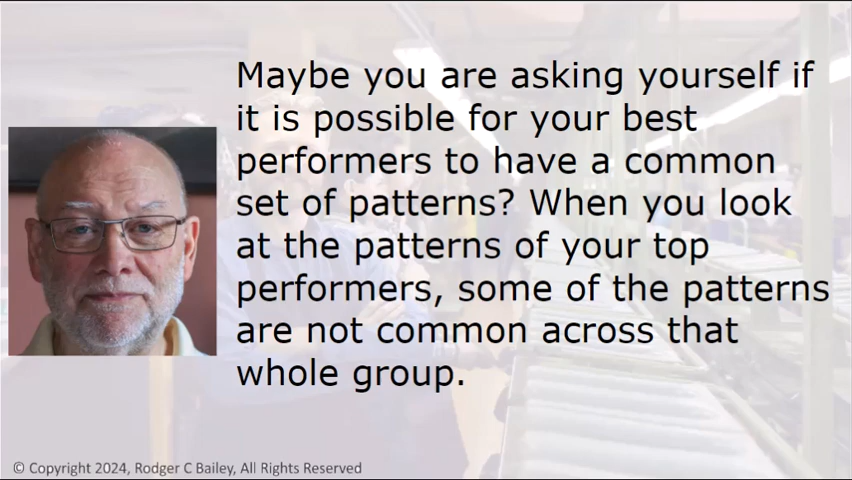 Maybe you are asking yourself if
it is possible for your best
performers to have a common
set of patterns? When you look
at the patterns of your top
performers, some of the patterns
are not common across that
whole group.
© Copyright 2024, Rodger C Bailey, All Rights Reserved